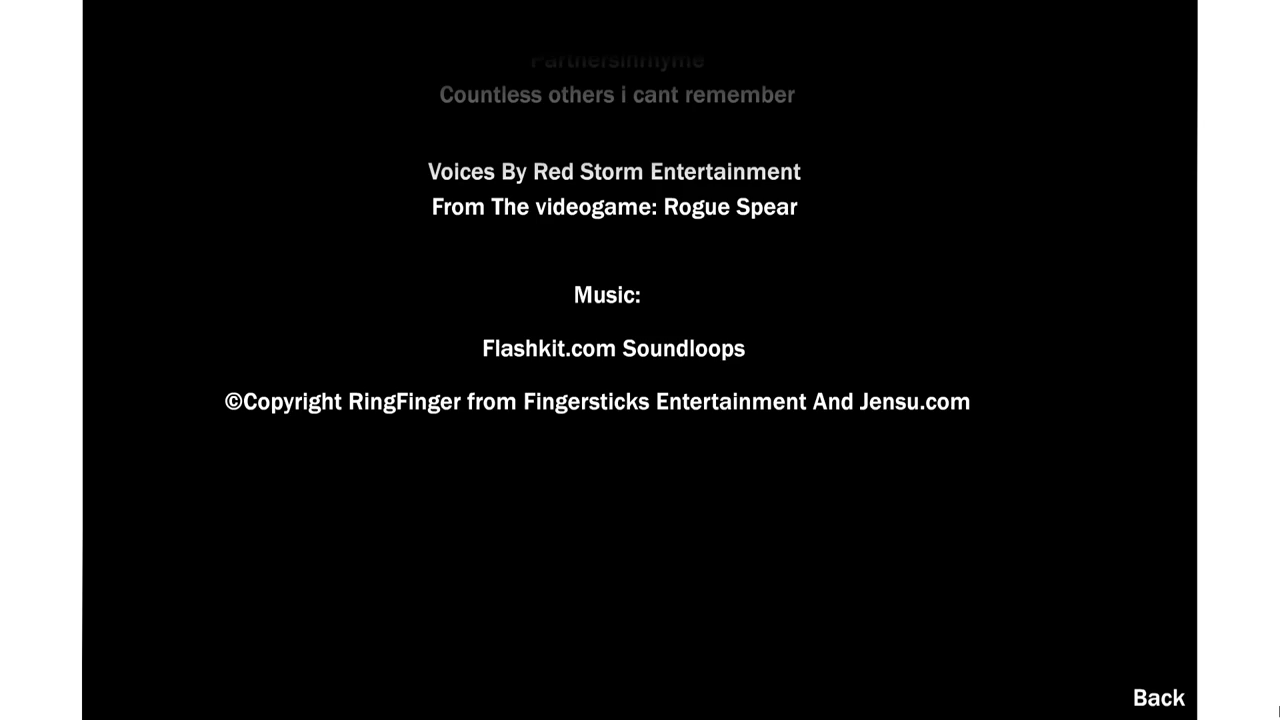 Partnersinrhyme
Countless others i cant remember
Voices By Red Storm Entertainment
From The videogame: Rogue Spear
Music:
Flashkit.com Soundloops
©Copyright RingFinger from Fingersticks Entertainment And Jensu.com
Back